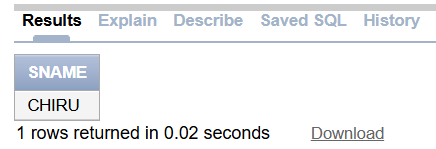 Results Explain Describe Saved SQL History
SNAME
CHIRU
1 rows returned in 0.02 seconds Download